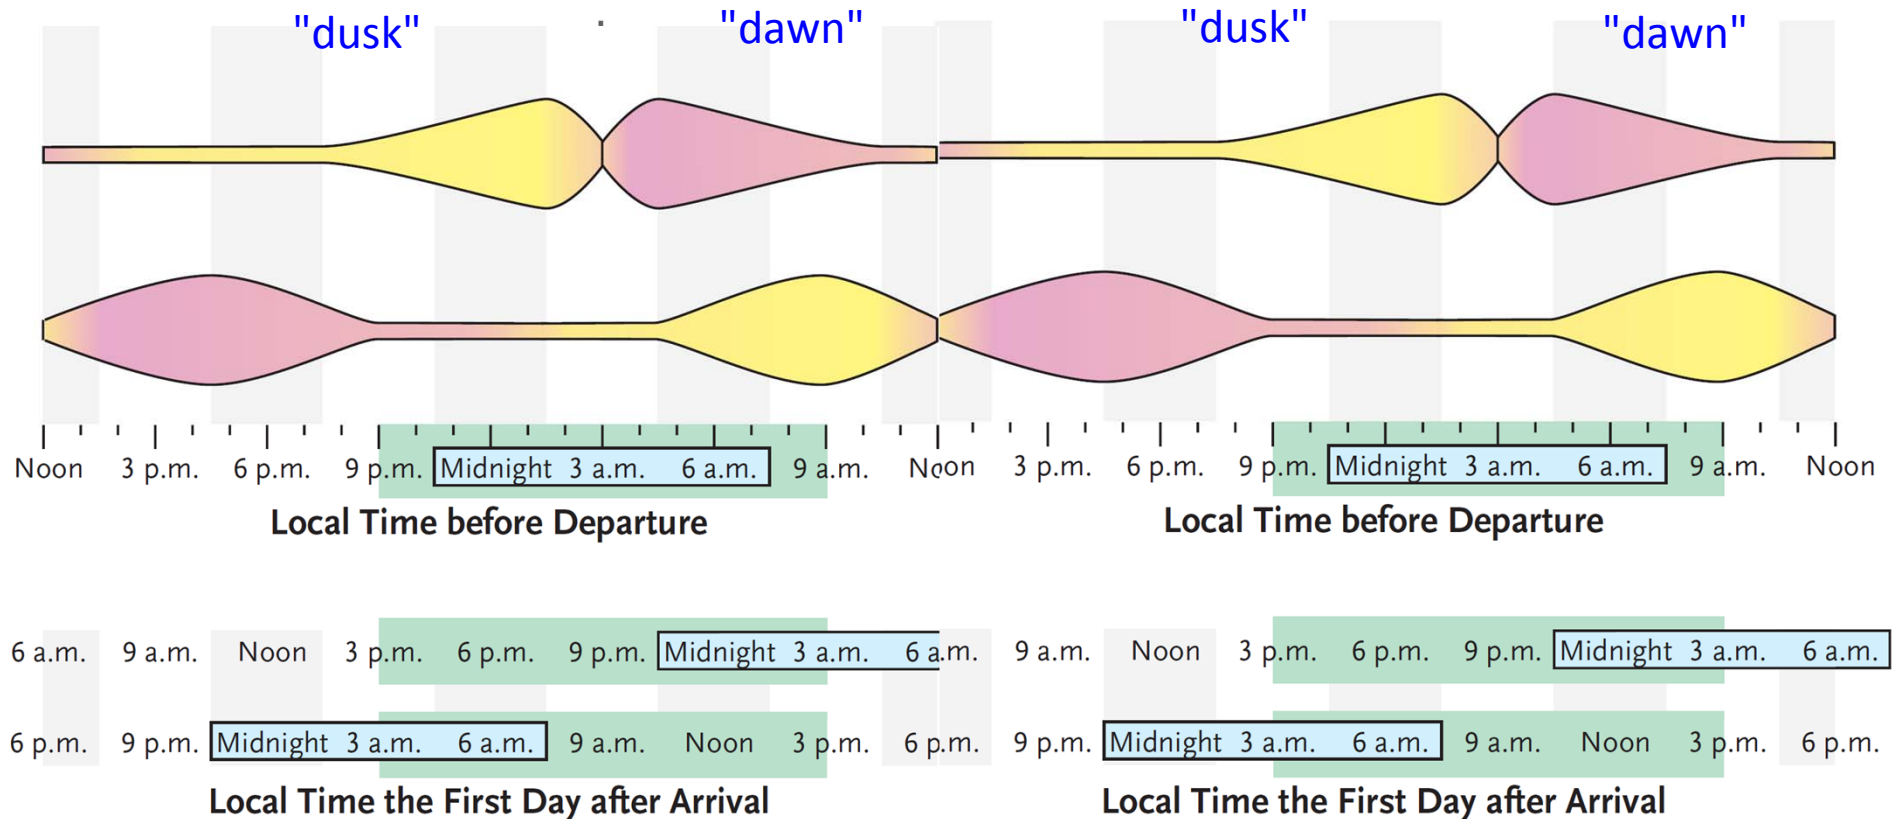 "dusk" "dawn" "dusk" "dawn"
Noon 3 p.m. 6 p.m. 9 p.m. Midnight 3 a.m. 6 a.m. 9 a.m. Noon 3 p.m. 6 p.m. 9 p.m. Midnight 3 a.m. 6 a.m. 9 a.m. Noon
Local Time before Departure Local Time before Departure
6 a.m. 9 a.m. Noon 3 p.m. 6 p.m. 9 p.m. Midnight 3 a.m. 6 a.m. 9 a.m. Noon 3 p.m. 6 p.m. 9 p.m. Midnight 3 a.m. 6 a.m.
6 p.m. 9 p.m. Midnight 3 a.m. 6 a.m. 9 a.m. Noon 3 p.m. 6 p.m. 9 p.m. Midnight 3 a.m. 6 a.m. 9 a.m. Noon 3 p.m. 6 p.m.
Local Time the First Day after Arrival Local Time the First Day after Arrival